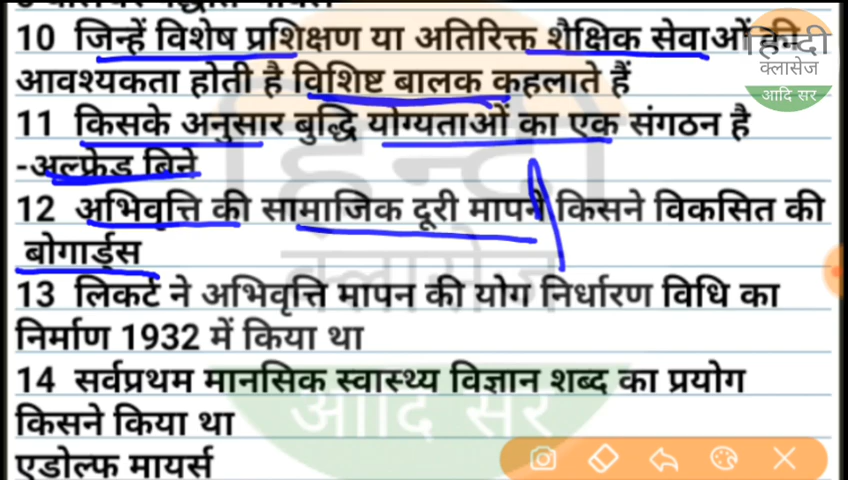 10 जिन्हें विशेष प्रशिक्षण या अतिरिक्त शैक्षिक सेवाओं की
आवश्यकता होती है विशिष्ट बालक कहलाते हैं
11 किसके अनुसार बुद्धि योग्यताओं का एक संगठन है
-अल्फ्रेड बिने
12 अभिवृत्ति की सामाजिक दूरी मापनी किसने विकसित की
बोगार्ड्स
13 लिकर्ट ने अभिवृत्ति मापन की योग निर्धारण विधि का
निर्माण 1932 में किया था
14 सर्वप्रथम मानसिक स्वास्थ्य विज्ञान शब्द का प्रयोग
किसने किया था
एडोल्फ मायर्स
हिन्दी
क्लासेज
आदि सर
हिन्दी
क्लासेज
आदि सर